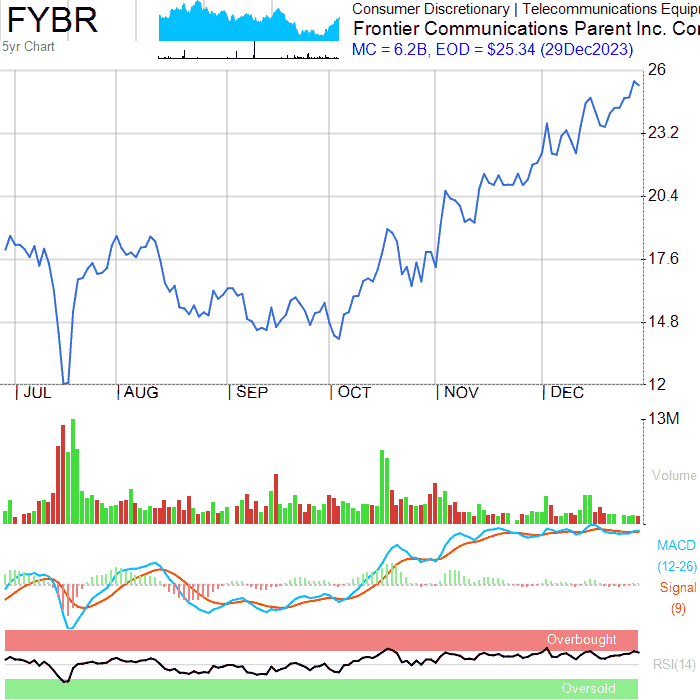 FYBR
5yr Chart
Consumer Discretionary | Telecommunications Equip
Frontier Communications Parent Inc. Co
MC = 6.2B, EOD = $25.34 (29Dec2023)
26
23.2
20.4
17.6
14.8
12
JUL AUG SEP OCT NOV DEC
13M
Volume
MACD
(12-26)
Signal
(9)
Overbought
RSI(14)
Oversold